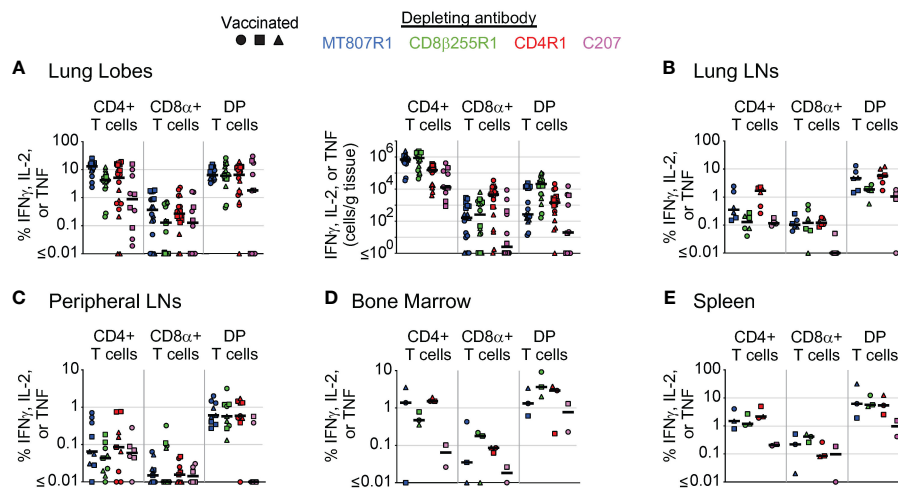 Vaccinated
Depleting antibody
MT807R1 CD8β255R1 CD4R1 C207
A Lung Lobes
CD4+ CD8α+ DP
T cells T cells T cells
% IFNγ, IL-2,
or TNF
100
10
1
0.1
≤0.01
CD4+ CD8α+ DP
T cells T cells T cells
IFNγ, IL-2, or TNF
(cells/g tissue)
10⁶
10⁴
10²
≤10⁰
B Lung LNs
CD4+ CD8α+ DP
T cells T cells T cells
% IFNγ, IL-2,
or TNF
100
10
1
0.1
≤0.01
C Peripheral LNs
CD4+ CD8α+ DP
T cells T cells T cells
% IFNγ, IL-2,
or TNF
10
1
0.1
≤0.01
D Bone Marrow
CD4+ CD8α+ DP
T cells T cells T cells
% IFNγ, IL-2,
or TNF
10
1
0.1
≤0.01
E Spleen
CD4+ CD8α+ DP
T cells T cells T cells
% IFNγ, IL-2,
or TNF
100
10
1
0.1
≤0.01